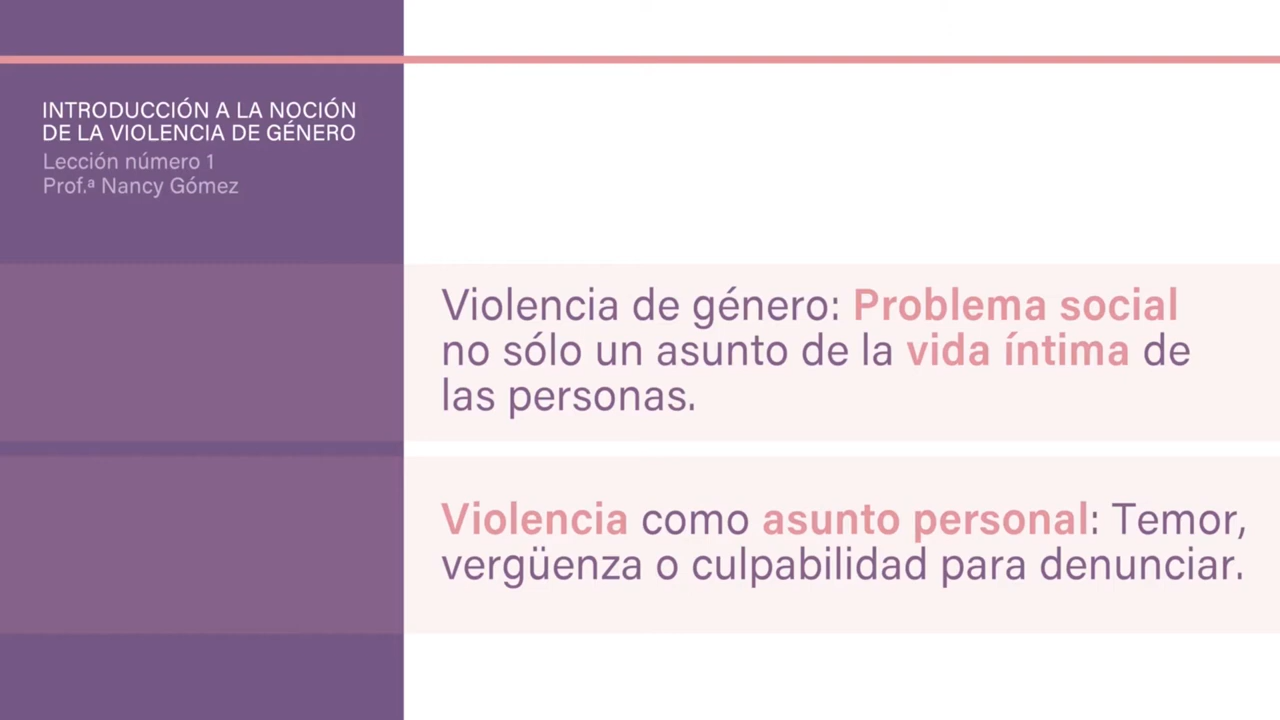 INTRODUCCIÓN A LA NOCIÓN
DE LA VIOLENCIA DE GÉNERO
Lección número 1
Prof.ª Nancy Gómez
Violencia de género: Problema social
no sólo un asunto de la vida íntima de
las personas.
Violencia como asunto personal: Temor,
vergüenza o culpabilidad para denunciar.